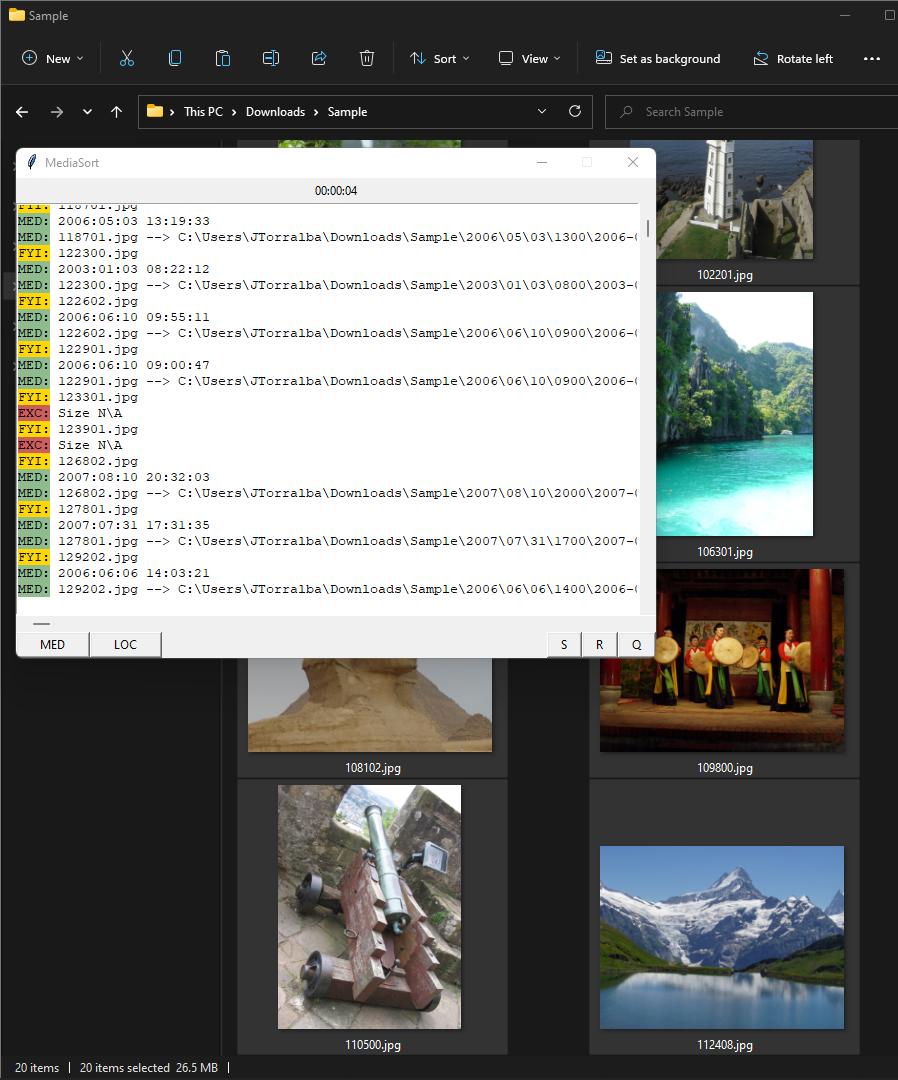 Sample
New
Sort
View
Set as background
Rotate left
This PC
Downloads
Sample
Search Sample
MediaSort
00:00:04
FYI: 118701.jpg
MED: 2006:05:03 13:19:33
MED: 118701.jpg --> C:\Users\JTorralba\Downloads\Sample\2006\05\03\1300\2006-
FYI: 122300.jpg
MED: 2003:01:03 08:22:12
MED: 122300.jpg --> C:\Users\JTorralba\Downloads\Sample\2003\01\03\0800\2003-
FYI: 122602.jpg
MED: 2006:06:10 09:55:11
MED: 122602.jpg --> C:\Users\JTorralba\Downloads\Sample\2006\06\10\0900\2006-
FYI: 122901.jpg
MED: 2006:06:10 09:00:47
MED: 122901.jpg --> C:\Users\JTorralba\Downloads\Sample\2006\06\10\0900\2006-
FYI: 123301.jpg
EXC: Size N\A
FYI: 123901.jpg
EXC: Size N\A
FYI: 126802.jpg
MED: 2007:08:10 20:32:03
MED: 126802.jpg --> C:\Users\JTorralba\Downloads\Sample\2007\08\10\2000\2007-
FYI: 127801.jpg
MED: 2007:07:31 17:31:35
MED: 127801.jpg --> C:\Users\JTorralba\Downloads\Sample\2007\07\31\1700\2007-
FYI: 129202.jpg
MED: 2006:06:06 14:03:21
MED: 129202.jpg --> C:\Users\JTorralba\Downloads\Sample\2006\06\06\1400\2006-
MED
LOC
S
R
Q
102201.jpg
106301.jpg
108102.jpg
109800.jpg
110500.jpg
112408.jpg
20 items
20 items selected 26.5 MB